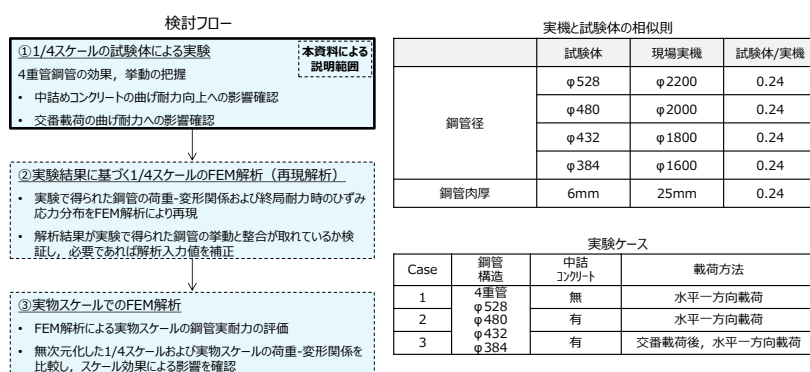 検討フロー
①1/4スケールの試験体による実験
本資料による
説明範囲
4重管鋼管の効果，挙動の把握
• 中詰めコンクリートの曲げ耐力向上への影響確認
• 交番載荷の曲げ耐力への影響確認
②実験結果に基づく1/4スケールのFEM解析（再現解析）
• 実験で得られた鋼管の荷重-変形関係および終局耐力時のひずみ
応力分布をFEM解析により再現
• 解析結果が実験で得られた鋼管の挙動と整合が取れているか検
証し，必要であれば解析入力値を補正
③実物スケールでのFEM解析
• FEM解析による実物スケールの鋼管実耐力の評価
• 無次元化した1/4スケールおよび実物スケールの荷重-変形関係を
比較し，スケール効果による影響を確認
実機と試験体の相似則
試験体 現場実機 試験体/実機
鋼管径
φ528 φ2200 0.24
φ480 φ2000 0.24
φ432 φ1800 0.24
φ384 φ1600 0.24
鋼管肉厚 6mm 25mm 0.24
実験ケース
Case 鋼管
構造 中詰
コンクリート 載荷方法
4重管
φ528
φ480
φ432
φ384
1 無 水平一方向載荷
2 有 水平一方向載荷
3 有 交番載荷後，水平一方向載荷